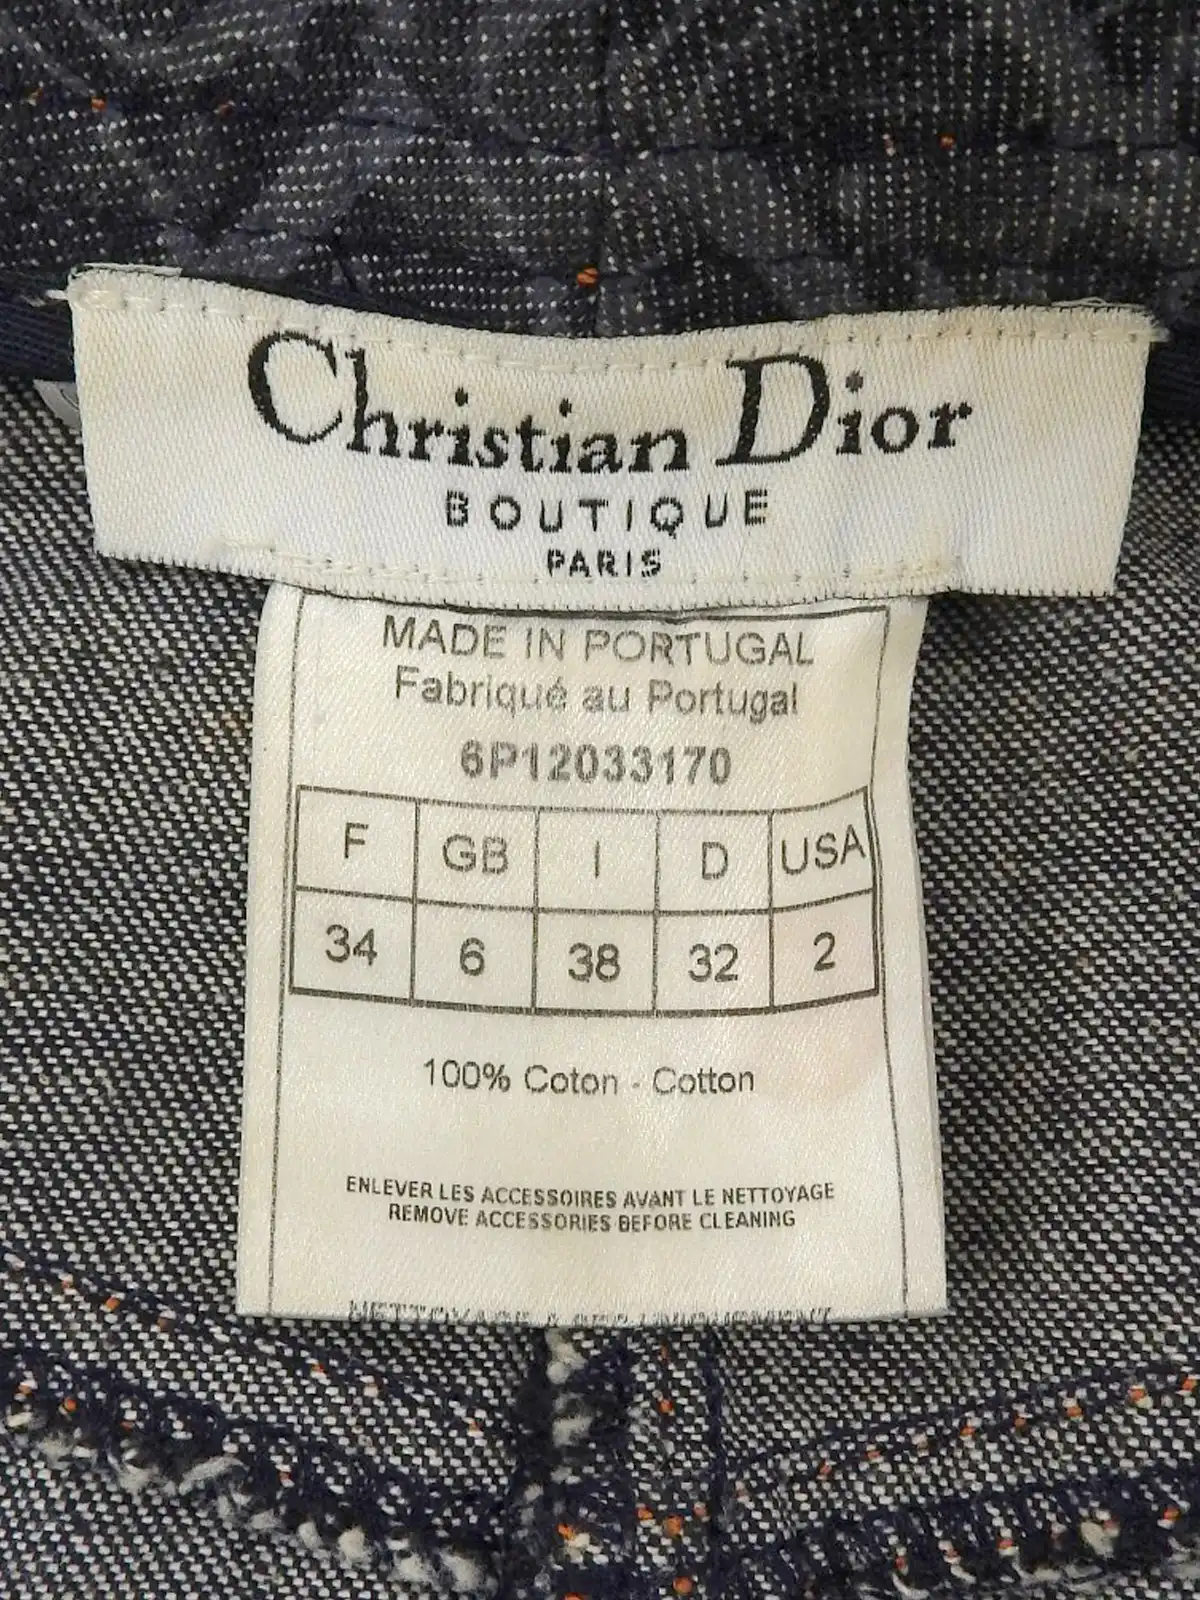 Christian Dior
BOUTIQUE
PARIS
MADE IN PORTUGAL
Fabriqué au Portugal
6P12033170
F GB I D USA
34 6 38 32 2
100% Coton - Cotton
ENLEVER LES ACCESSOIRES AVANT LE NETTOYAGE
REMOVE ACCESSORIES BEFORE CLEANING
NETTOYAGE